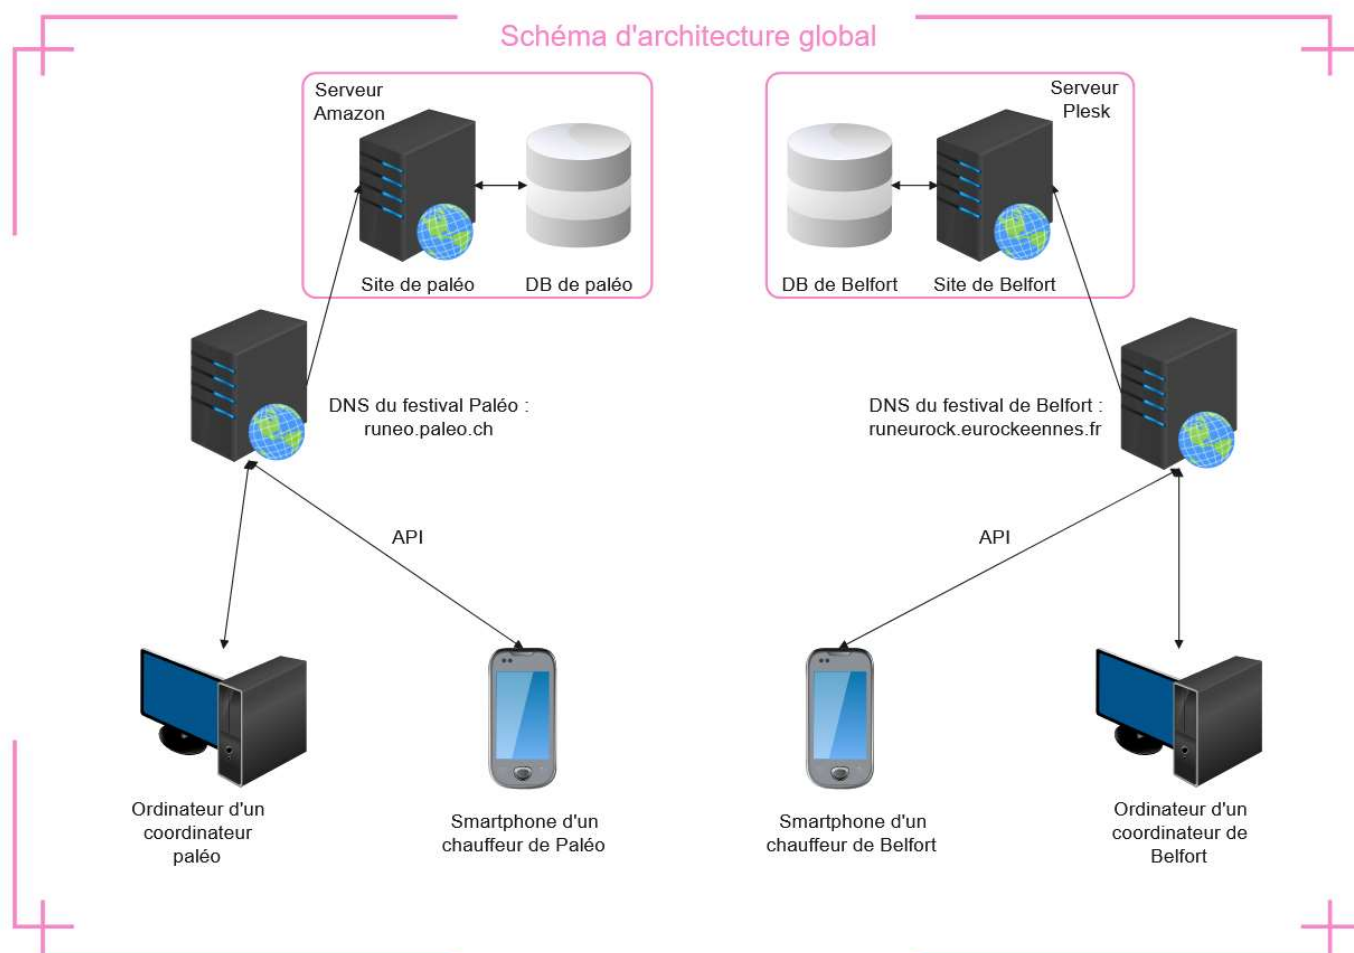 Schéma d'architecture global
Serveur
Amazon
Serveur
Plesk
Site de paléo
DB de paléo
DB de Belfort
Site de Belfort
DNS du festival Paléo :
runeo.paleo.ch
DNS du festival de Belfort :
runeurock.eurockeennes.fr
API
API
Ordinateur d'un
coordinateur
paléo
Smartphone d'un
chauffeur de Paléo
Smartphone d'un
chauffeur de Belfort
Ordinateur d'un
coordinateur de
Belfort